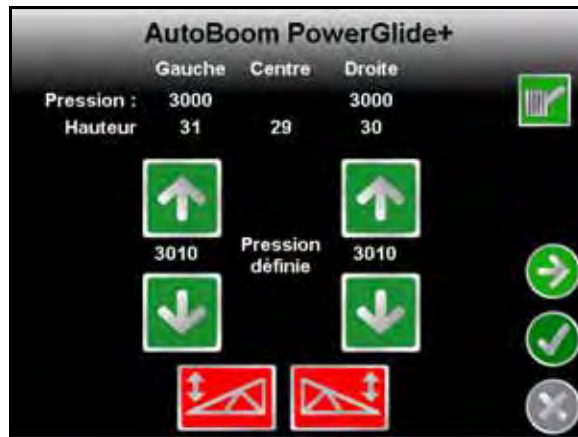 AutoBoom PowerGlide+
Gauche Centre Droite
Pression : 3000 3000
Hauteur 31 29 30
3010 Pression définie 3010